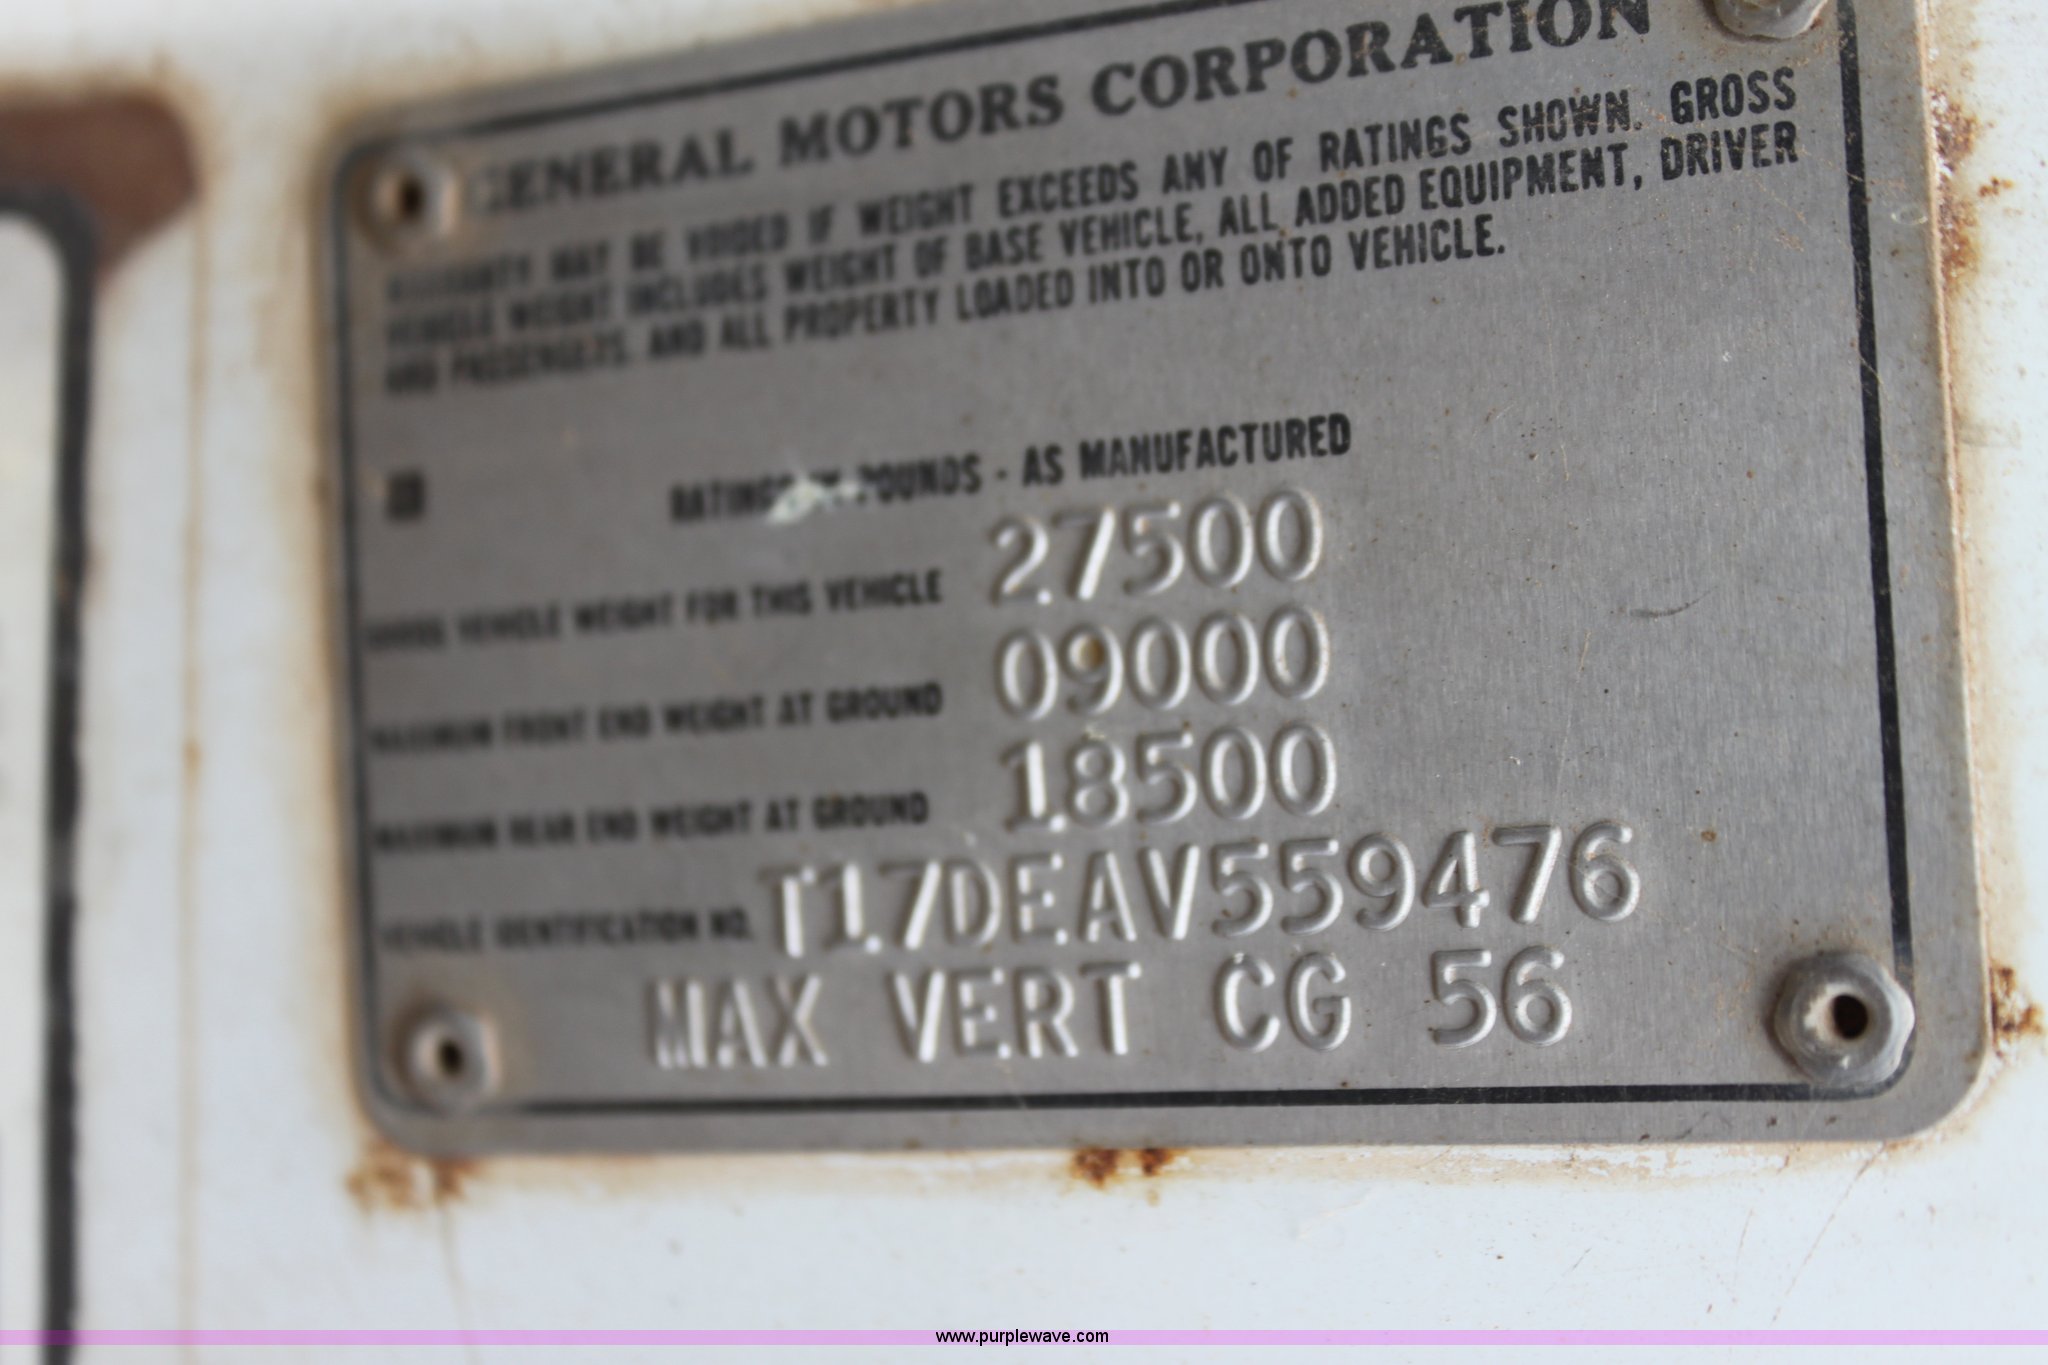 GENERAL MOTORS CORPORATION
WARRANTY MAY BE VOIDED IF WEIGHT EXCEEDS ANY OF RATINGS SHOWN. GROSS
VEHICLE WEIGHT INCLUDES WEIGHT OF BASE VEHICLE, ALL ADDED EQUIPMENT, DRIVER
AND PASSENGERS, AND ALL PROPERTY LOADED INTO OR ONTO VEHICLE.
RATINGS IN POUNDS - AS MANUFACTURED
GROSS VEHICLE WEIGHT FOR THIS VEHICLE 27500
MAXIMUM FRONT END WEIGHT AT GROUND 09000
MAXIMUM REAR END WEIGHT AT GROUND 18500
VEHICLE IDENTIFICATION NO. T17DEAV559476
MAX VERT CG 56
www.purplewave.com